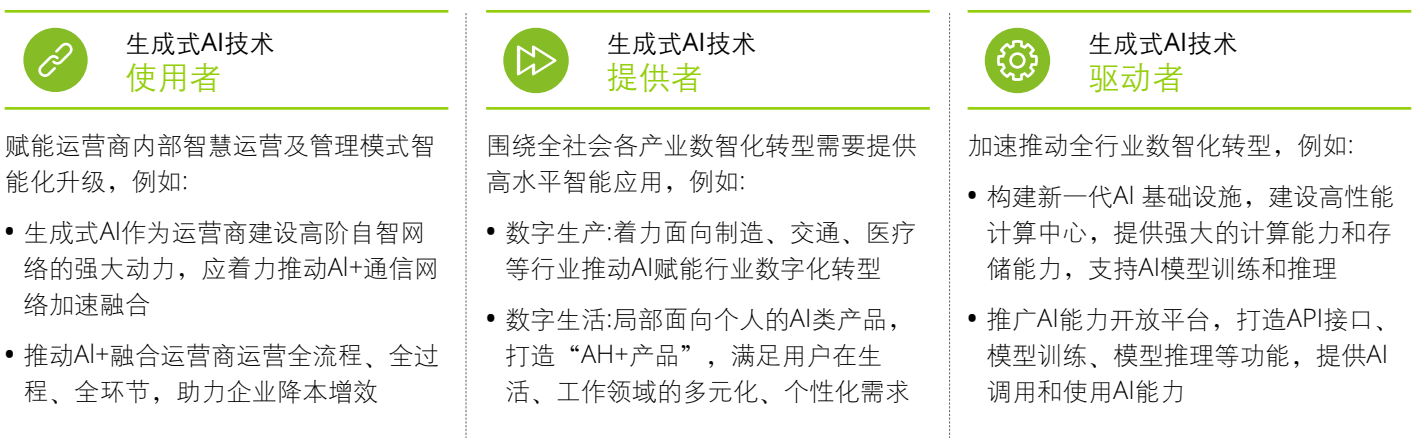 生成式AI技术
使用者
赋能运营商内部智慧运营及管理模式智
能化升级，例如:
• 生成式AI作为运营商建设高阶自智网
络的强大动力，应着力推动AI+通信网
络加速融合
• 推动AI+融合运营商运营全流程、全过
程、全环节，助力企业降本增效
生成式AI技术
提供者
围绕全社会各产业数智化转型需要提供
高水平智能应用，例如:
• 数字生产:着力面向制造、交通、医疗
等行业推动AI赋能行业数字化转型
• 数字生活:局部面向个人的AI类产品，
打造“AH+产品”，满足用户在生
活、工作领域的多元化、个性化需求
生成式AI技术
驱动者
加速推动全行业数智化转型，例如:
• 构建新一代AI 基础设施，建设高性能
计算中心，提供强大的计算能力和存
储能力，支持AI模型训练和推理
• 推广AI能力开放平台，打造API接口、
模型训练、模型推理等功能，提供AI
调用和使用AI能力